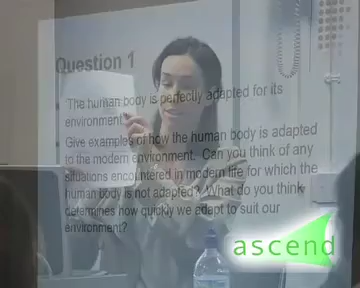 Question 1
'The human body is perfectly adapted for its
environment.'
Give examples of how the human body is adapted
to the modern environment. Can you think of any
situations encountered in modern life for which the
human body is not adapted? What do you think
determines how quickly we adapt to suit our
environment?
ascend